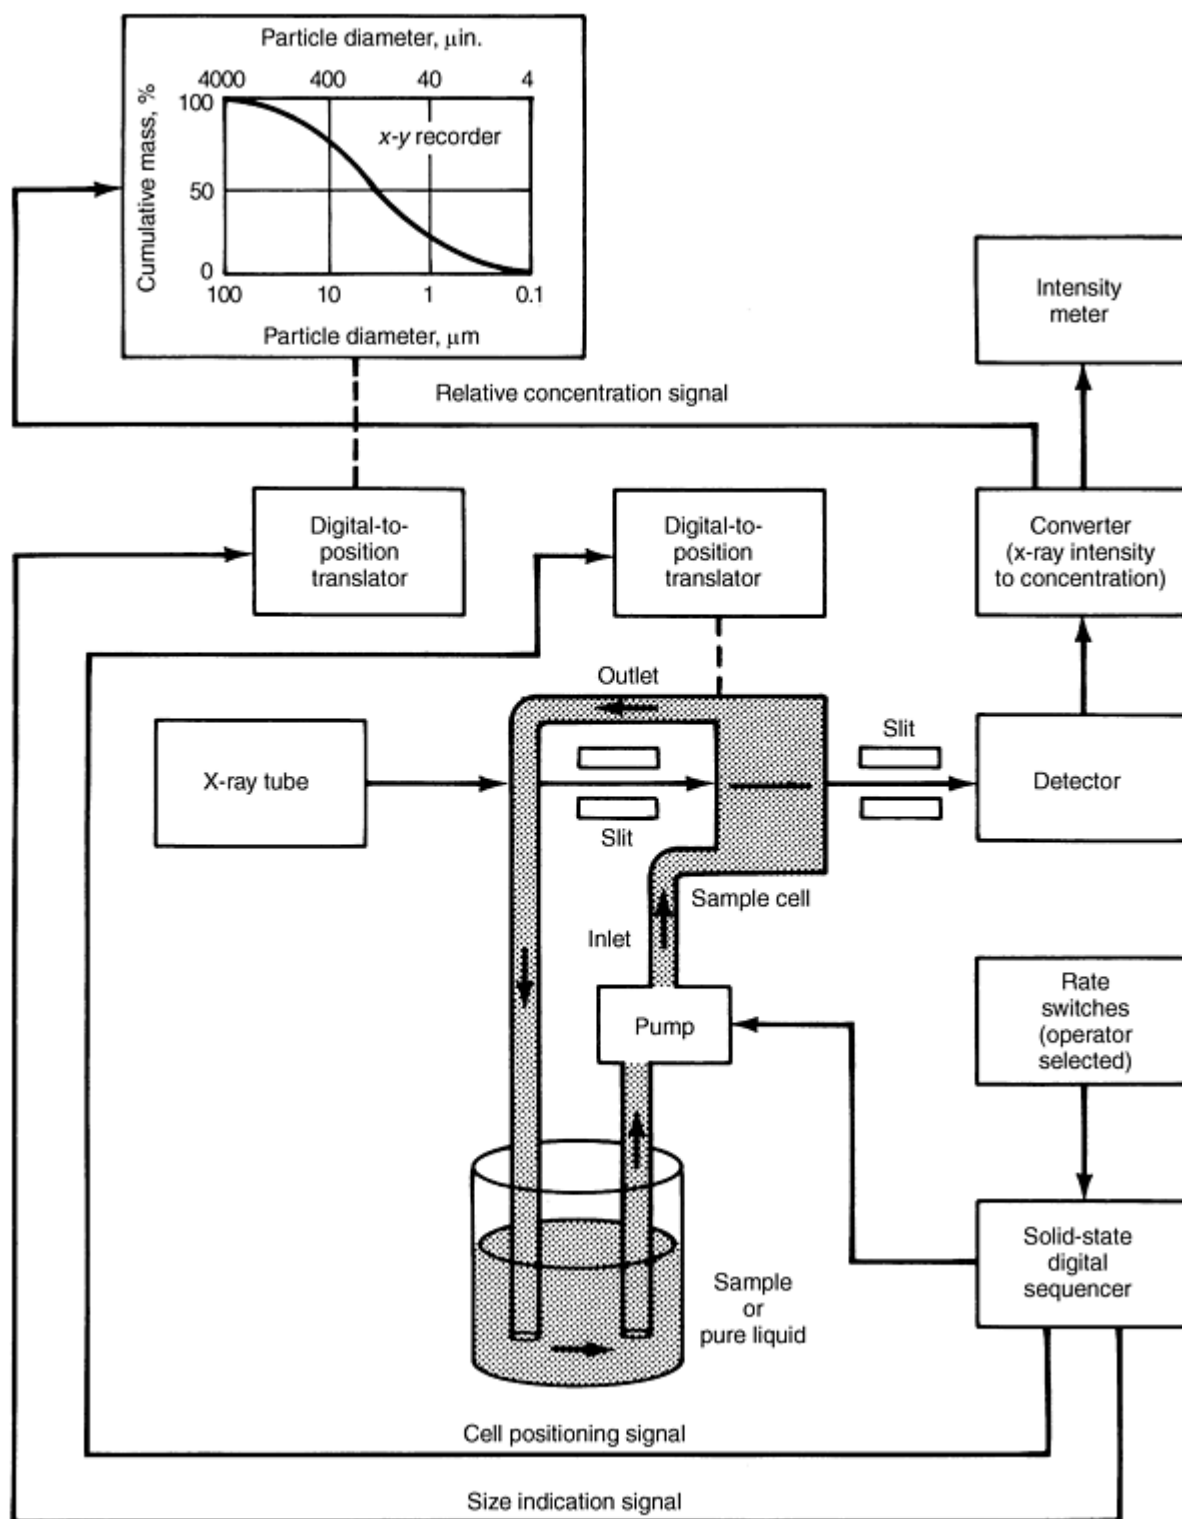 Particle diameter, μin.
4000 400 40 4
Cumulative mass, %
100
50
0
x-y recorder
100 10 1 0.1
Particle diameter, μm
Intensity
meter
Relative concentration signal
Digital-to-
position
translator
Digital-to-
position
translator
Converter
(x-ray intensity
to concentration)
Outlet
X-ray tube
Slit
Slit
Detector
Sample cell
Inlet
Pump
Rate
switches
(operator
selected)
Solid-state
digital
sequencer
Sample
or
pure liquid
Cell positioning signal
Size indication signal